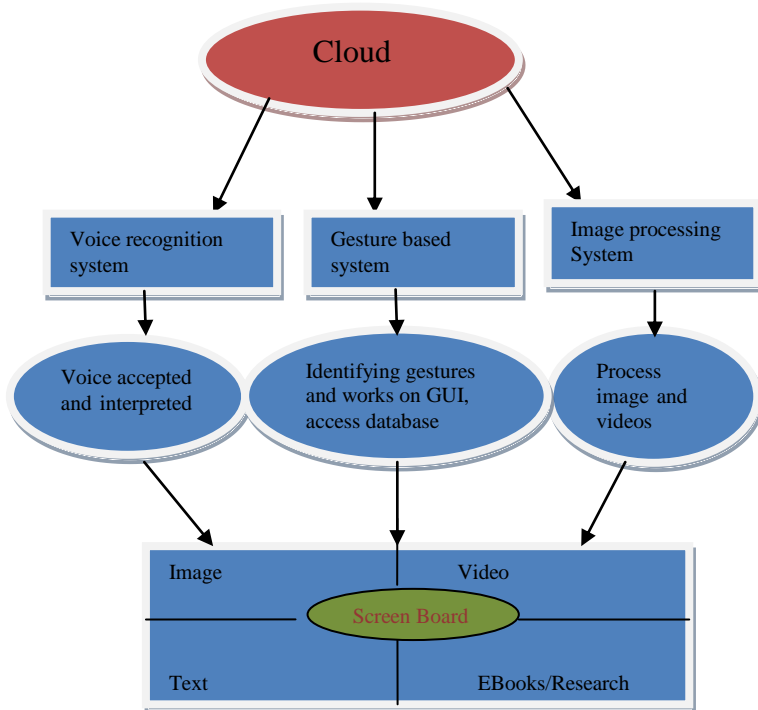 Cloud
Voice recognition
system
Gesture based
system
Image processing
System
Voice accepted
and interpreted
Identifying gestures
and works on GUI,
access database
Process
image and
videos
Image
Video
Screen Board
Text
EBooks/Research